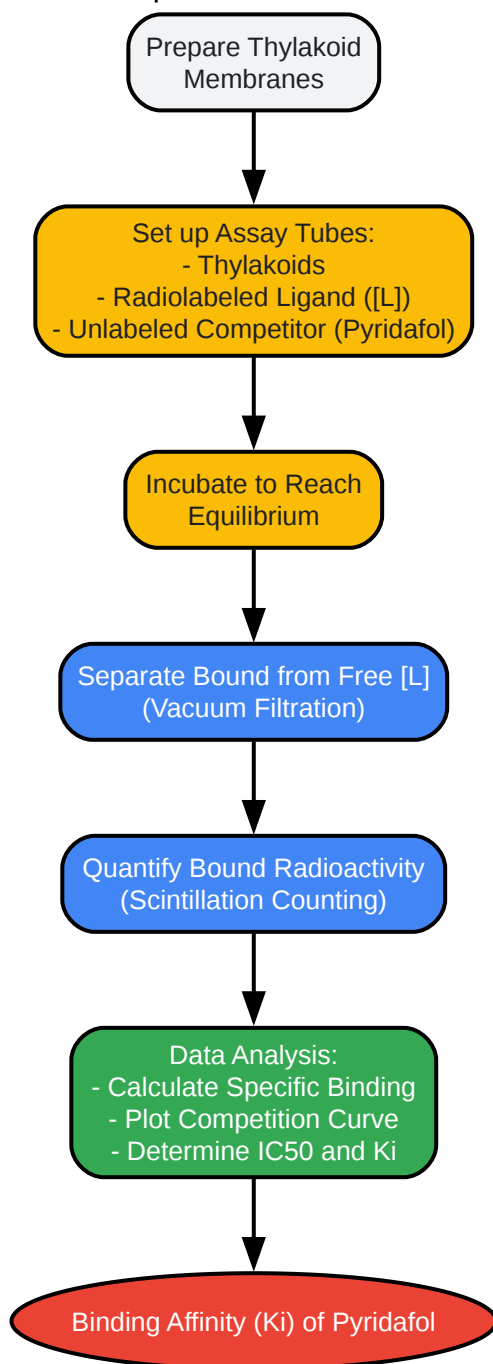 Prepare Thylakoid
Membranes
Set up Assay Tubes:
- Thylakoids
- Radiolabeled Ligand ([L])
- Unlabeled Competitor (Pyridafol)
Incubate to Reach
Equilibrium
Separate Bound from Free [L]
(Vacuum Filtration)
Quantify Bound Radioactivity
(Scintillation Counting)
Data Analysis:
- Calculate Specific Binding
- Plot Competition Curve
- Determine IC50 and Ki
Binding Affinity (Ki) of Pyridafol